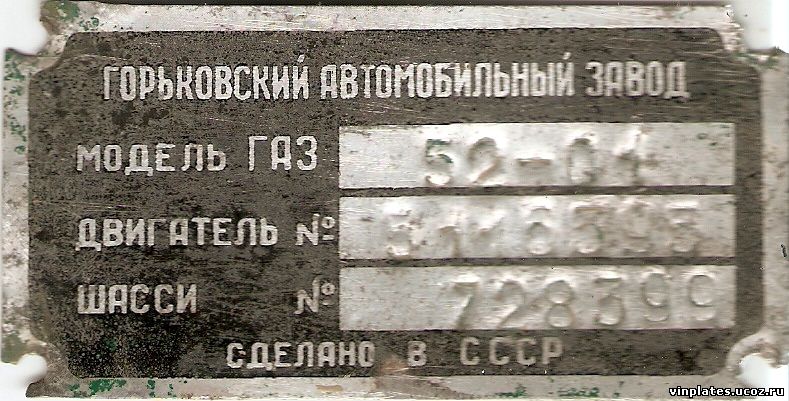 ГОРЬКОВСКИЙ АВТОМОБИЛЬНЫЙ ЗАВОД
МОДЕЛЬ ГАЗ 52-04
ДВИГАТЕЛЬ №
ШАССИ № 728399
СДЕЛАНО В СССР
vinplates.ucoz.ru